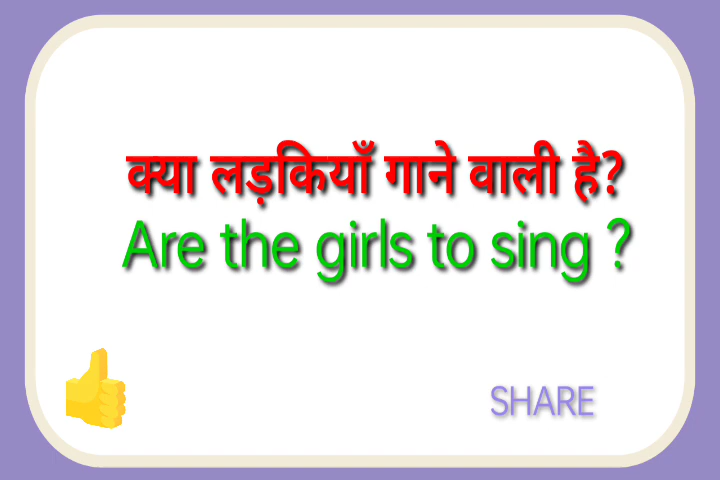 क्या लड़कियाँ गाने वाली है?
Are the girls to sing ?
SHARE